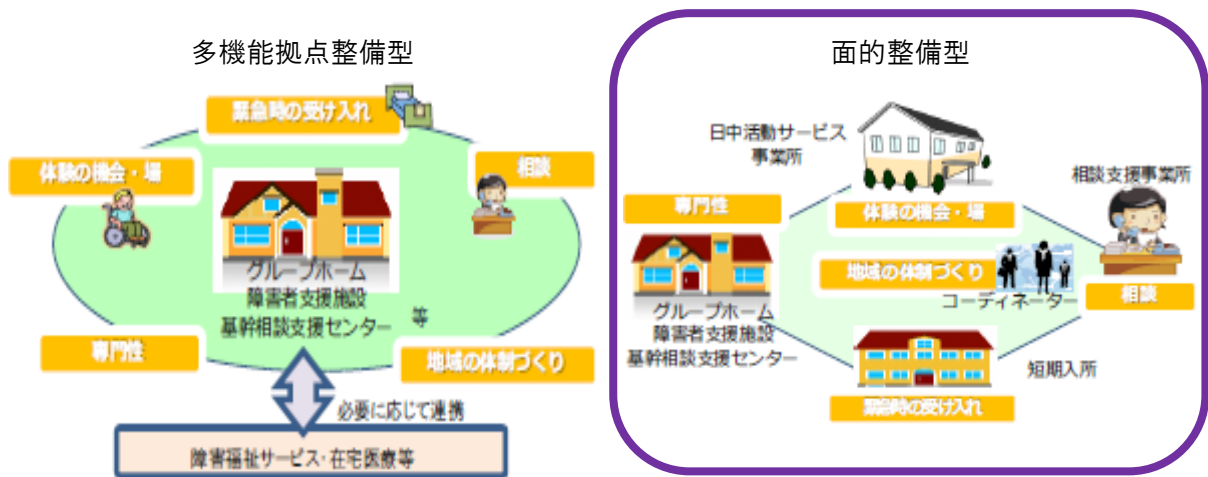 多機能拠点整備型
緊急時の受け入れ
体験の機会・場
相談
グループホーム
障害者支援施設
基幹相談支援センター
等
専門性
地域の体制づくり
必要に応じて連携
障害福祉サービス・在宅医療等
面的整備型
日中活動サービス
事業所
相談支援事業所
専門性
体験の機会・場
地域の体制づくり
コーディネーター
相談
グループホーム
障害者支援施設
基幹相談支援センター
短期入所
緊急時の受け入れ